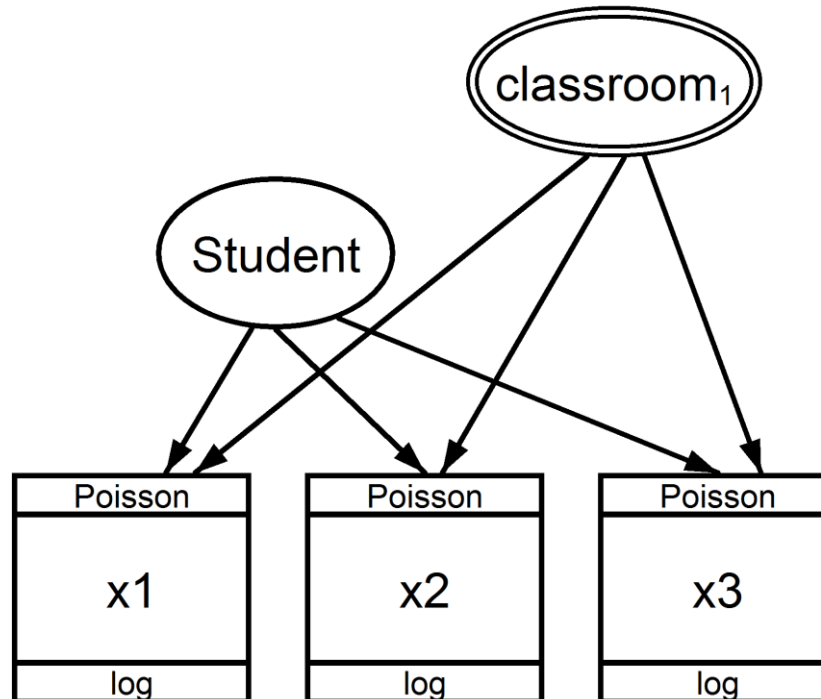 classroom₁
Student
Poisson Poisson Poisson
x1 x2 x3
log log log